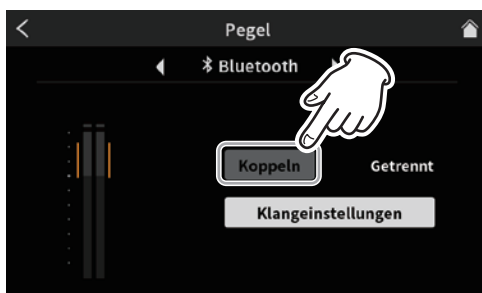 Pegel
Bluetooth
Koppeln
Getrennt
Klangeinstellungen